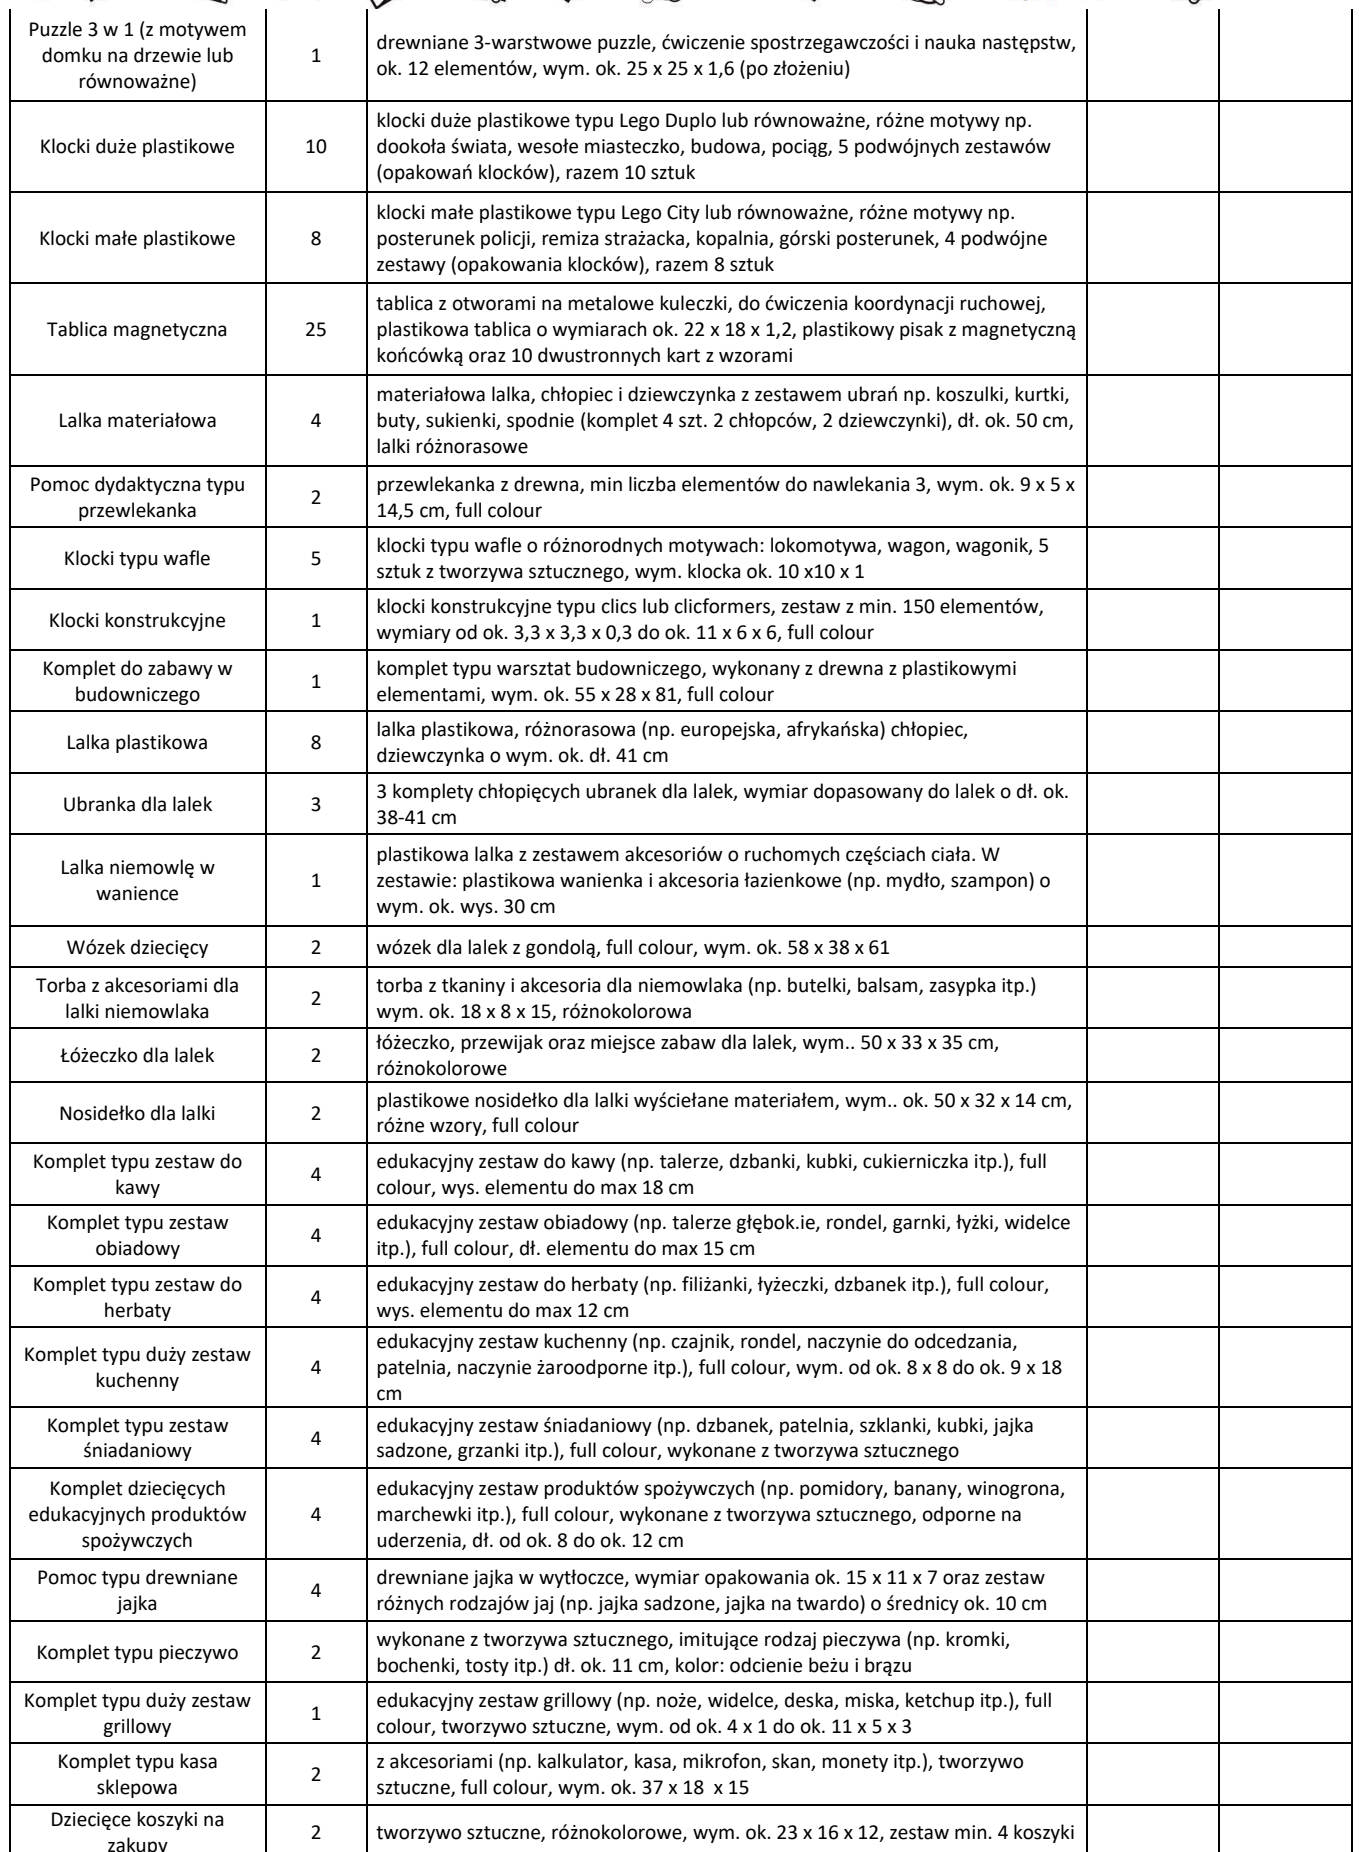 Puzzle 3 w 1 (z motywem
domku na drzewie lub
równoważne)
1
drewniane 3-warstwowe puzzle, ćwiczenie spostrzegawczości i nauka następstw,
ok. 12 elementów, wym. ok. 25 x 25 x 1,6 (po złożeniu)
Klocki duże plastikowe
10
klocki duże plastikowe typu Lego Duplo lub równoważne, różne motywy np.
dookoła świata, wesołe miasteczko, budowa, pociąg, 5 podwójnych zestawów
(opakowań klocków), razem 10 sztuk
Klocki małe plastikowe
8
klocki małe plastikowe typu Lego City lub równoważne, różne motywy np.
posterunek policji, remiza strażacka, kopalnia, górski posterunek, 4 podwójne
zestawy (opakowania klocków), razem 8 sztuk
Tablica magnetyczna
25
tablica z otworami na metalowe kuleczki, do ćwiczenia koordynacji ruchowej,
plastikowa tablica o wymiarach ok. 22 x 18 x 1,2, plastikowy pisak z magnetyczną
końcówką oraz 10 dwustronnych kart z wzorami
Lalka materiałowa
4
materiałowa lalka, chłopiec i dziewczynka z zestawem ubrań np. koszulki, kurtki,
buty, sukienki, spodnie (komplet 4 szt. 2 chłopców, 2 dziewczynki), dł. ok. 50 cm,
lalki różnorasowe
Pomoc dydaktyczna typu
przewlekanka
2
przewlekanka z drewna, min liczba elementów do nawlekania 3, wym. ok. 9 x 5 x
14,5 cm, full colour
Klocki typu wafle
5
klocki typu wafle o różnorodnych motywach: lokomotywa, wagon, wagonik, 5
sztuk z tworzywa sztucznego, wym. klocka ok. 10 x10 x 1
Klocki konstrukcyjne
1
klocki konstrukcyjne typu clics lub clicformers, zestaw z min. 150 elementów,
wymiary od ok. 3,3 x 3,3 x 0,3 do ok. 11 x 6 x 6, full colour
Komplet do zabawy w
budowniczego
1
komplet typu warsztat budowniczego, wykonany z drewna z plastikowymi
elementami, wym. ok. 55 x 28 x 81, full colour
Lalka plastikowa
8
lalka plastikowa, różnorasowa (np. europejska, afrykańska) chłopiec,
dziewczynka o wym. ok. dł. 41 cm
Ubranka dla lalek
3
3 komplety chłopięcych ubranek dla lalek, wymiar dopasowany do lalek o dł. ok.
38-41 cm
Lalka niemowlę w
wanience
1
plastikowa lalka z zestawem akcesoriów o ruchomych częściach ciała. W
zestawie: plastikowa wanienka i akcesoria łazienkowe (np. mydło, szampon) o
wym. ok. wys. 30 cm
Wózek dziecięcy
2
wózek dla lalek z gondolą, full colour, wym. ok. 58 x 38 x 61
Torba z akcesoriami dla
lalki niemowlaka
2
torba z tkaniny i akcesoria dla niemowlaka (np. butelki, balsam, zasypka itp.)
wym. ok. 18 x 8 x 15, różnokolorowa
Łóżeczko dla lalek
2
łóżeczko, przewijak oraz miejsce zabaw dla lalek, wym.. 50 x 33 x 35 cm,
różnokolorowe
Nosidełko dla lalki
2
plastikowe nosidełko dla lalki wyściełane materiałem, wym.. ok. 50 x 32 x 14 cm,
różne wzory, full colour
Komplet typu zestaw do
kawy
4
edukacyjny zestaw do kawy (np. talerze, dzbanki, kubki, cukierniczka itp.), full
colour, wys. elementu do max 18 cm
Komplet typu zestaw
obiadowy
4
edukacyjny zestaw obiadowy (np. talerze głębok.ie, rondel, garnki, łyżki, widelce
itp.), full colour, dł. elementu do max 15 cm
Komplet typu zestaw do
herbaty
4
edukacyjny zestaw do herbaty (np. filiżanki, łyżeczki, dzbanek itp.), full colour,
wys. elementu do max 12 cm
Komplet typu duży zestaw
kuchenny
4
edukacyjny zestaw kuchenny (np. czajnik, rondel, naczynie do odcedzania,
patelnia, naczynie żaroodporne itp.), full colour, wym. od ok. 8 x 8 do ok. 9 x 18
cm
Komplet typu zestaw
śniadaniowy
4
edukacyjny zestaw śniadaniowy (np. dzbanek, patelnia, szklanki, kubki, jajka
sadzone, grzanki itp.), full colour, wykonane z tworzywa sztucznego
Komplet dziecięcych
edukacyjnych produktów
spożywczych
4
edukacyjny zestaw produktów spożywczych (np. pomidory, banany, winogrona,
marchewki itp.), full colour, wykonane z tworzywa sztucznego, odporne na
uderzenia, dł. od ok. 8 do ok. 12 cm
Pomoc typu drewniane
jajka
4
drewniane jajka w wytłoczce, wymiar opakowania ok. 15 x 11 x 7 oraz zestaw
różnych rodzajów jaj (np. jajka sadzone, jajka na twardo) o średnicy ok. 10 cm
Komplet typu pieczywo
2
wykonane z tworzywa sztucznego, imitujące rodzaj pieczywa (np. kromki,
bochenki, tosty itp.) dł. ok. 11 cm, kolor: odcienie beżu i brązu
Komplet typu duży zestaw
grillowy
1
edukacyjny zestaw grillowy (np. noże, widelce, deska, miska, ketchup itp.), full
colour, tworzywo sztuczne, wym. od ok. 4 x 1 do ok. 11 x 5 x 3
Komplet typu kasa
sklepowa
2
z akcesoriami (np. kalkulator, kasa, mikrofon, skan, monety itp.), tworzywo
sztuczne, full colour, wym. ok. 37 x 18 x 15
Dziecięce koszyki na
zakupy
2
tworzywo sztuczne, różnokolorowe, wym. ok. 23 x 16 x 12, zestaw min. 4 koszyki